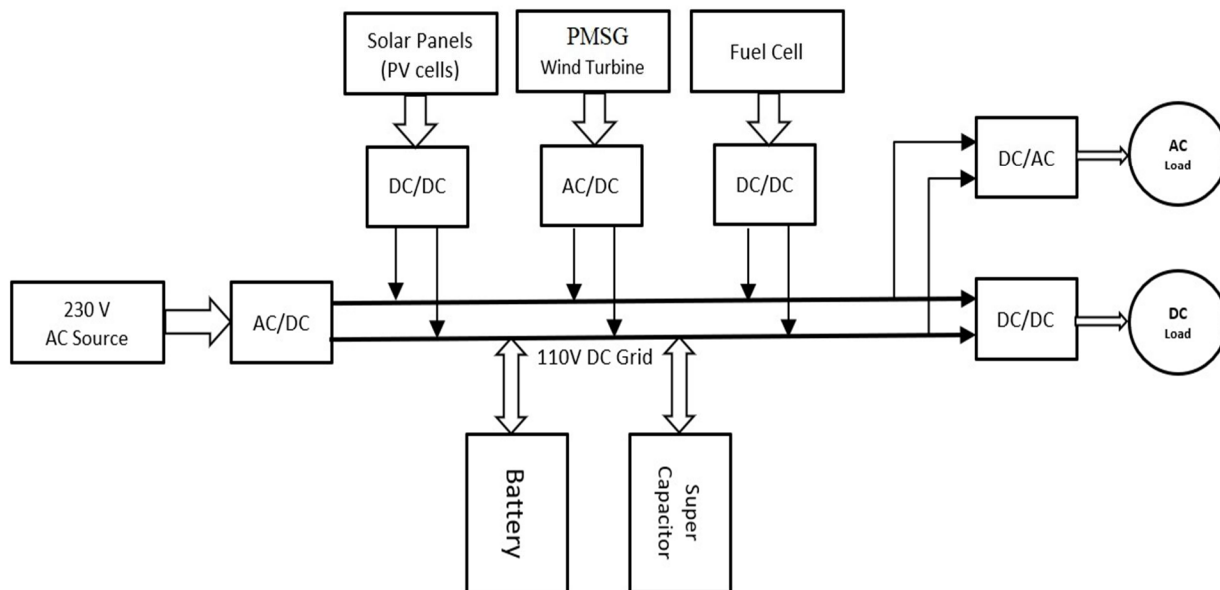 Solar Panels
(PV cells)
PMSG
Wind Turbine
Fuel Cell
DC/DC
AC/DC
DC/DC
DC/AC
AC
Load
230 V
AC Source
AC/DC
110V DC Grid
DC/DC
DC
Load
Battery
Super
Capacitor